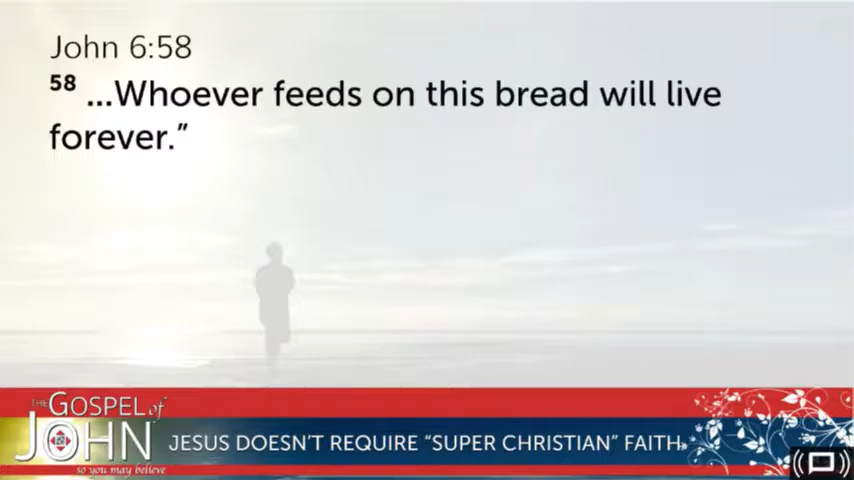 John 6:58
58 ...Whoever feeds on this bread will live
forever.”
THE GOSPEL of
JOHN
so you may believe
JESUS DOESN’T REQUIRE “SUPER CHRISTIAN” FAITH